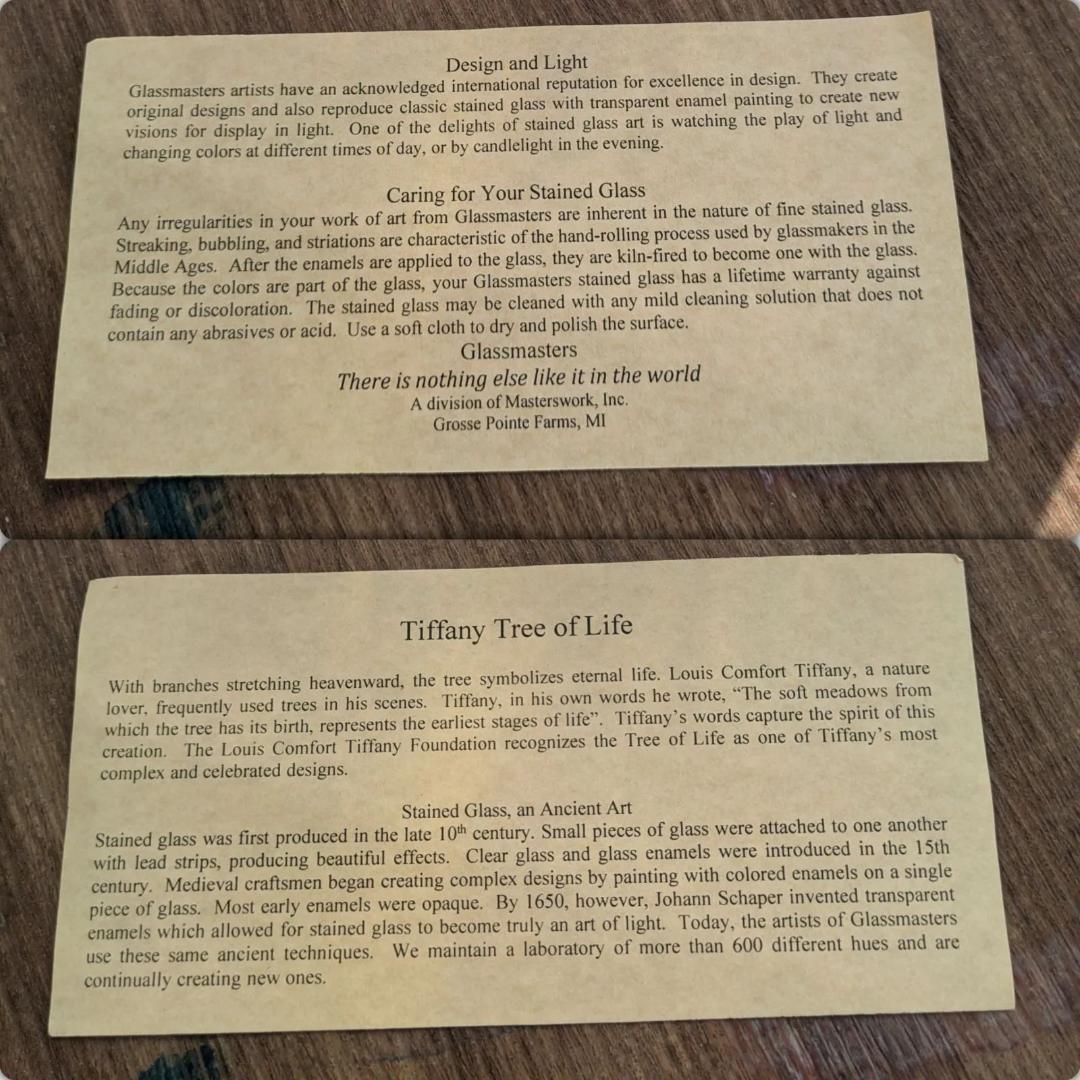 Design and Light
Glassmasters artists have an acknowledged international reputation for excellence in design. They create
original designs and also reproduce classic stained glass with transparent enamel painting to create new
visions for display in light. One of the delights of stained glass art is watching the play of light and
changing colors at different times of day, or by candlelight in the evening.
Caring for Your Stained Glass
Any irregularities in your work of art from Glassmasters are inherent in the nature of fine stained glass.
Streaking, bubbling, and striations are characteristic of the hand-rolling process used by glassmakers in the
Middle Ages. After the enamels are applied to the glass, they are kiln-fired to become one with the glass.
Because the colors are part of the glass, your Glassmasters stained glass has a lifetime warranty against
fading or discoloration. The stained glass may be cleaned with any mild cleaning solution that does not
contain any abrasives or acid. Use a soft cloth to dry and polish the surface.
Glassmasters
There is nothing else like it in the world
A division of Masterswork, Inc.
Grosse Pointe Farms, MI
Tiffany Tree of Life
With branches stretching heavenward, the tree symbolizes eternal life. Louis Comfort Tiffany, a nature
lover, frequently used trees in his scenes. Tiffany, in his own words he wrote, “The soft meadows from
which the tree has its birth, represents the earliest stages of life”. Tiffany’s words capture the spirit of this
creation. The Louis Comfort Tiffany Foundation recognizes the Tree of Life as one of Tiffany’s most
complex and celebrated designs.
Stained Glass, an Ancient Art
Stained glass was first produced in the late 10th century. Small pieces of glass were attached to one another
with lead strips, producing beautiful effects. Clear glass and glass enamels were introduced in the 15th
century. Medieval craftsmen began creating complex designs by painting with colored enamels on a single
piece of glass. Most early enamels were opaque. By 1650, however, Johann Schaper invented transparent
enamels which allowed for stained glass to become truly an art of light. Today, the artists of Glassmasters
use these same ancient techniques. We maintain a laboratory of more than 600 different hues and are
continually creating new ones.